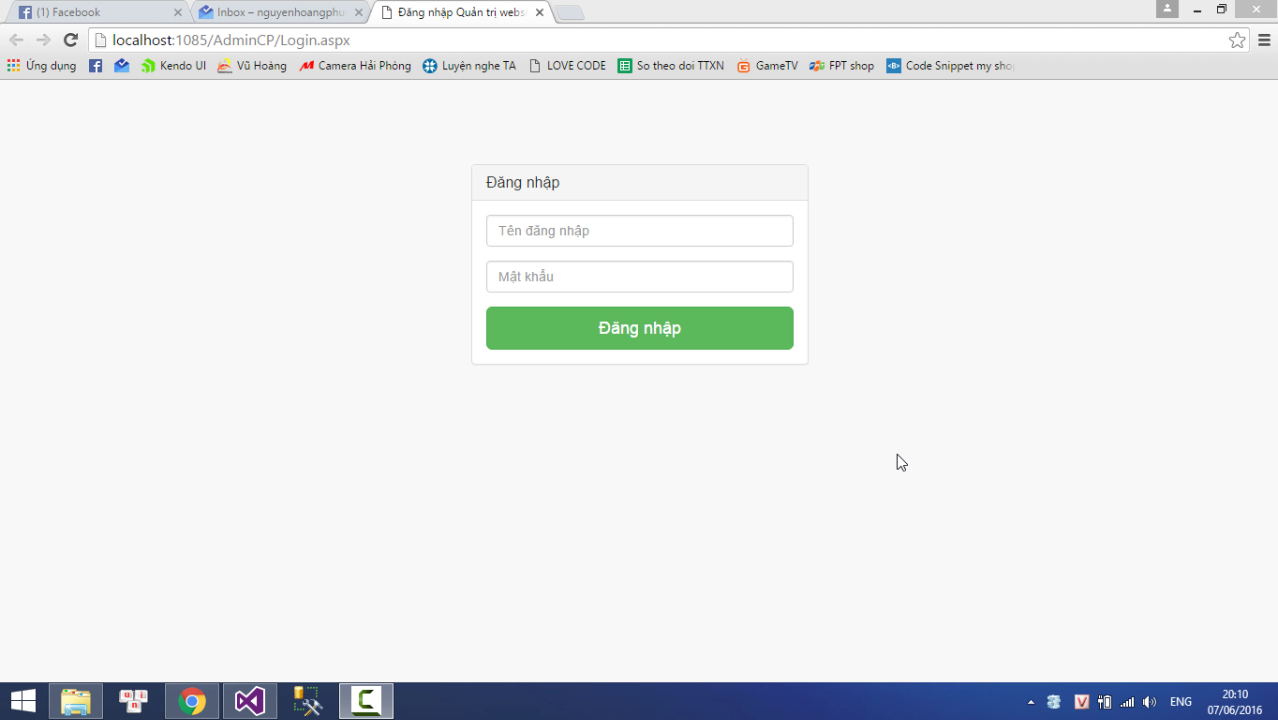 (1) Facebook
Inbox – nguyenhoangphu
Đăng nhập Quản trị webs
localhost:1085/AdminCP/Login.aspx
Ứng dụng Kendo UI Vũ Hoàng Camera Hải Phòng Luyện nghe TA LOVE CODE So theo doi TTXN GameTV FPT shop Code Snippet my shop
Đăng nhập
Tên đăng nhập
Mật khẩu
Đăng nhập
ENG
20:10
07/06/2016